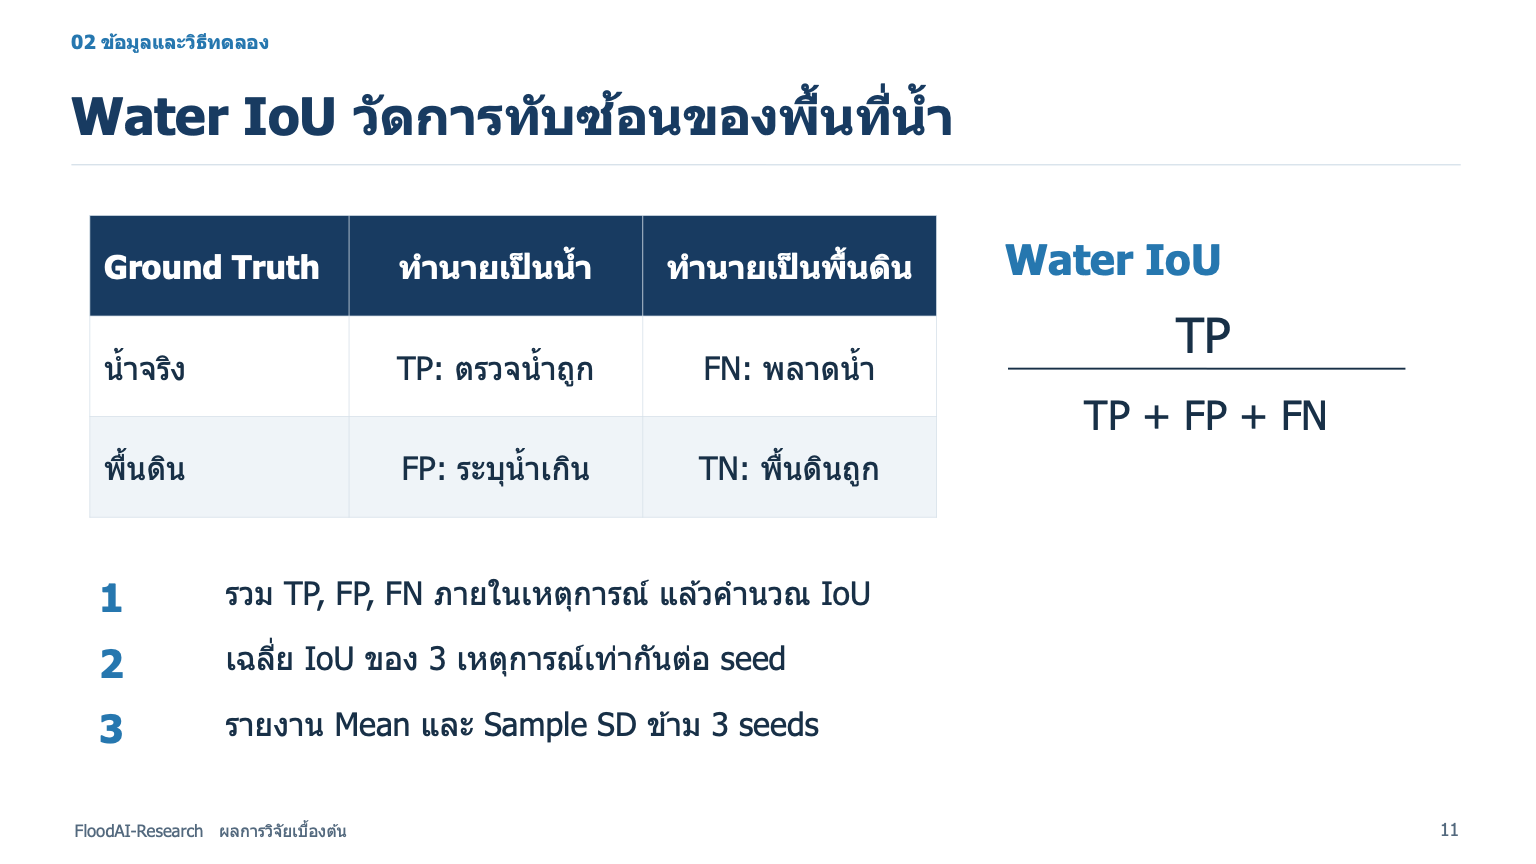 02 ข้อมูลและวิธีทดลอง
Water IoU วัดการทับซ้อนของพื้นที่น้ำ
Ground Truth ทำนายเป็นน้ำ ทำนายเป็นพื้นดิน
น้ำจริง TP: ตรวจน้ำถูก FN: พลาดน้ำ
พื้นดิน FP: ระบุน้ำเกิน TN: พื้นดินถูก
Water IoU
TP
TP + FP + FN
1 รวม TP, FP, FN ภายในเหตุการณ์ แล้วคำนวณ IoU
2 เฉลี่ย IoU ของ 3 เหตุการณ์เท่ากันต่อ seed
3 รายงาน Mean และ Sample SD ข้าม 3 seeds
FloodAI-Research ผลการวิจัยเบื้องต้น 11